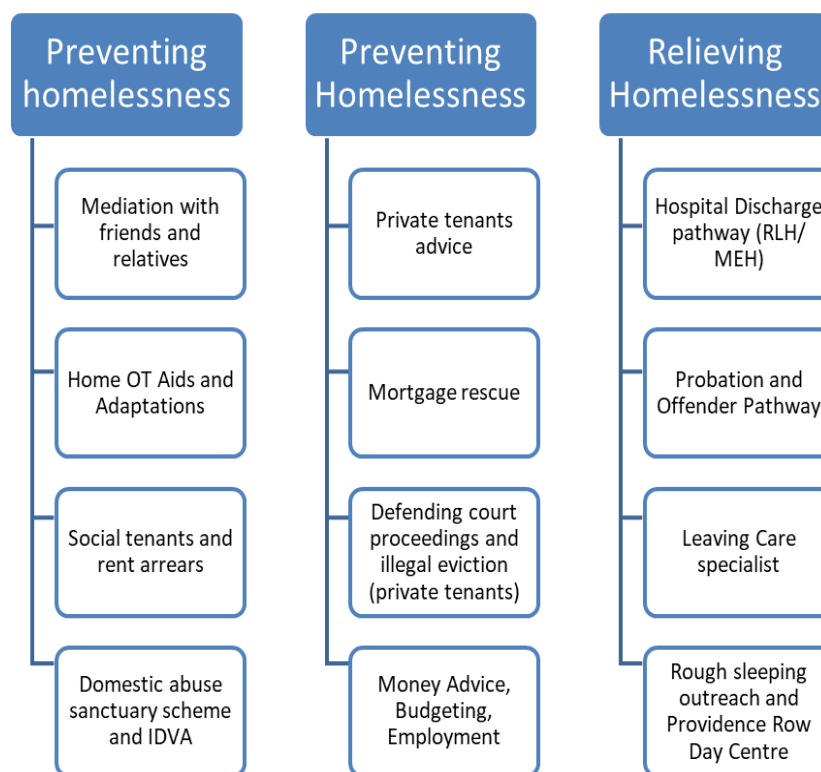 Preventing
homelessness
Mediation with
friends and
relatives
Home OT Aids and
Adaptations
Social tenants and
rent arrears
Domestic abuse
sanctuary scheme
and IDVA
Preventing
Homelessness
Private tenants
advice
Mortgage rescue
Defending court
proceedings and
illegal eviction
(private tenants)
Money Advice,
Budgeting,
Employment
Relieving
Homelessness
Hospital Discharge
pathway (RLH/
MEH)
Probation and
Offender Pathway
Leaving Care
specialist
Rough sleeping
outreach and
Providence Row
Day Centre